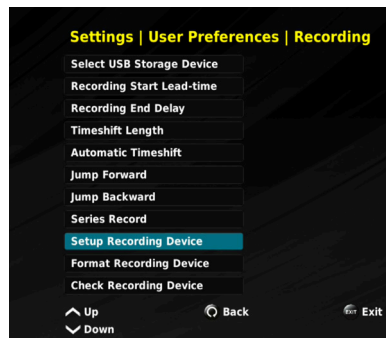 Settings | User Preferences | Recording
Select USB Storage Device
Recording Start Lead-time
Recording End Delay
Timeshift Length
Automatic Timeshift
Jump Forward
Jump Backward
Series Record
Setup Recording Device
Format Recording Device
Check Recording Device
Up Back EXIT Exit
Down